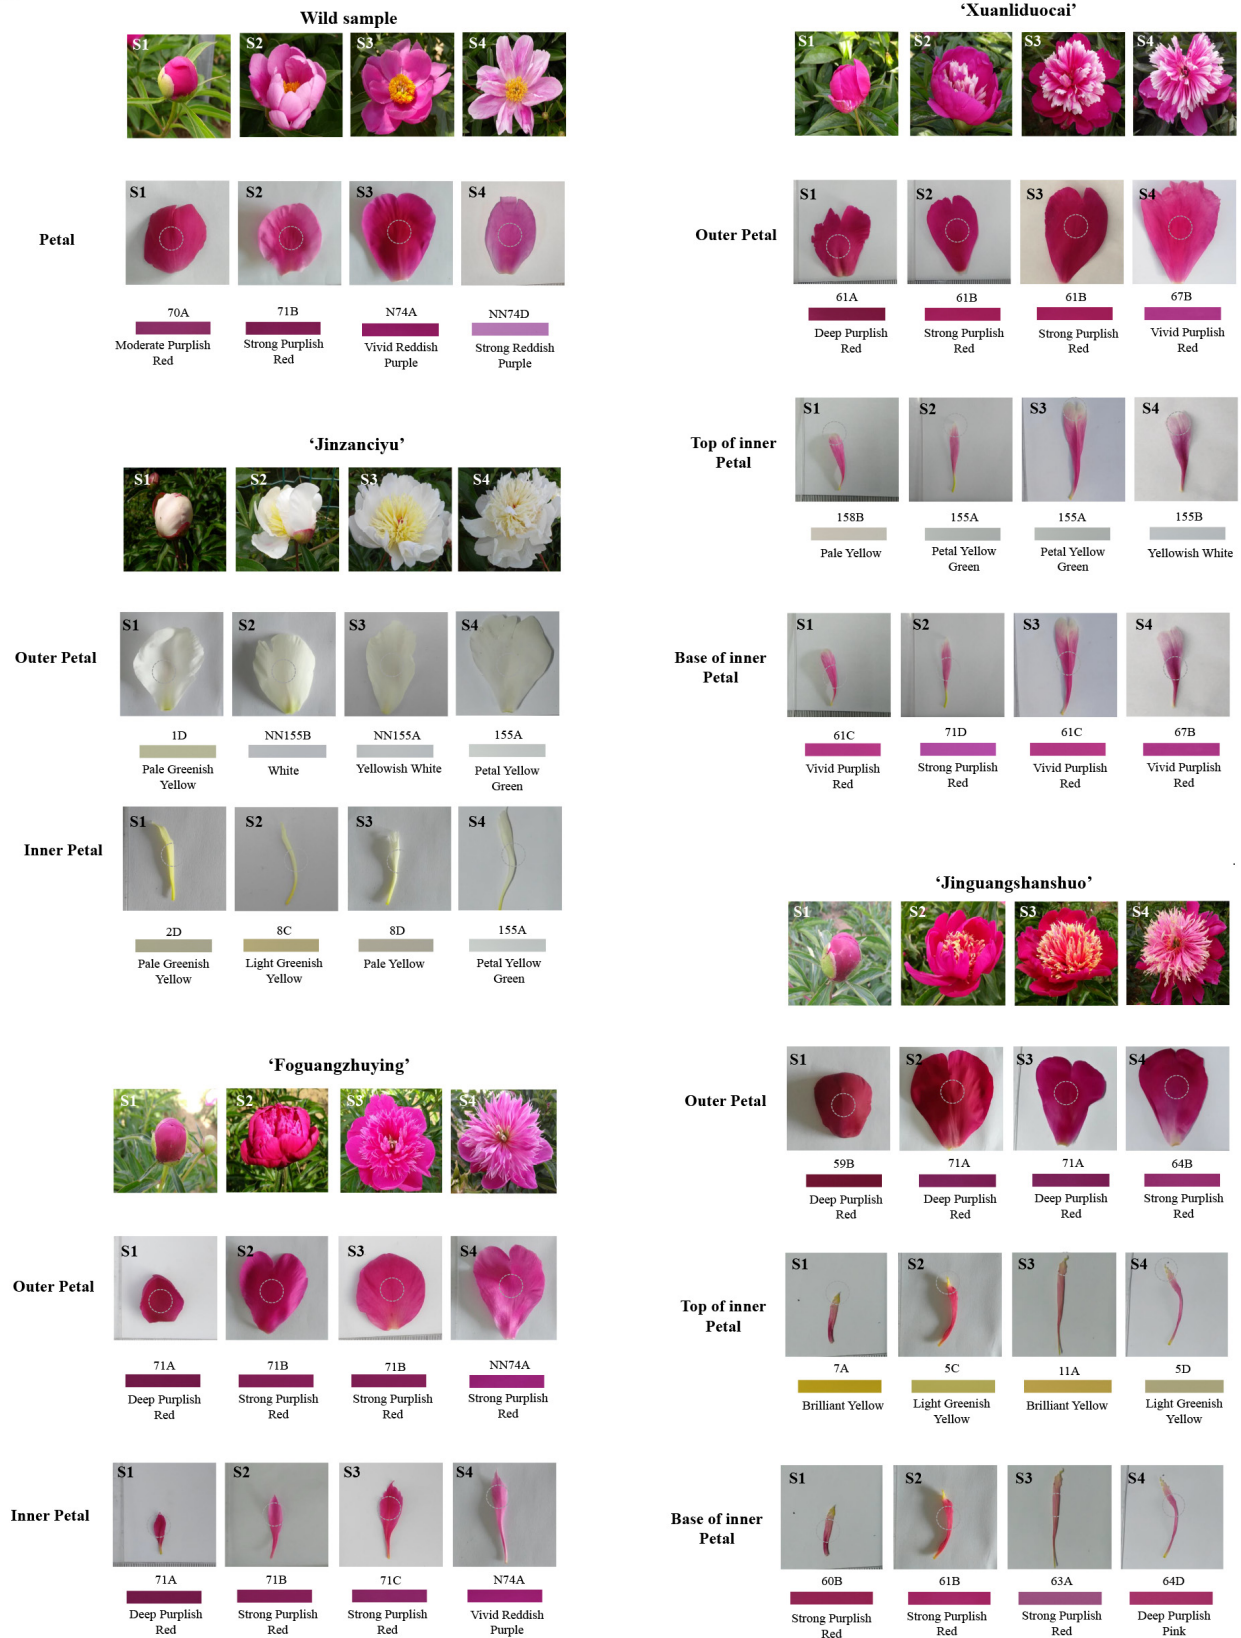 Wild sample
S1 S2 S3 S4
Petal
S1 S2 S3 S4
70A 71B N74A NN74D
Moderate Purplish
Red
Strong Purplish
Red
Vivid Reddish
Purple
Strong Reddish
Purple
‘Jinzanciyu’
S1 S2 S3 S4
Outer Petal
S1 S2 S3 S4
1D NN155B NN155A 155A
Pale Greenish
Yellow
White
Yellowish White
Petal Yellow
Green
Inner Petal
S1 S2 S3 S4
2D 8C 8D 155A
Pale Greenish
Yellow
Light Greenish
Yellow
Pale Yellow
Petal Yellow
Green
‘Foguangzhuying’
S1 S2 S3 S4
Outer Petal
S1 S2 S3 S4
71A 71B 71B NN74A
Deep Purplish
Red
Strong Purplish
Red
Strong Purplish
Red
Strong Purplish
Red
Inner Petal
S1 S2 S3 S4
71A 71B 71C N74A
Deep Purplish
Red
Strong Purplish
Red
Strong Purplish
Red
Vivid Reddish
Purple
‘Xuanliduocai’
S1 S2 S3 S4
Outer Petal
S1 S2 S3 S4
61A 61B 61B 67B
Deep Purplish
Red
Strong Purplish
Red
Strong Purplish
Red
Vivid Purplish
Red
Top of inner
Petal
S1 S2 S3 S4
158B 155A 155A 155B
Pale Yellow
Petal Yellow
Green
Petal Yellow
Green
Yellowish White
Base of inner
Petal
S1 S2 S3 S4
61C 71D 61C 67B
Vivid Purplish
Red
Strong Purplish
Red
Vivid Purplish
Red
Vivid Purplish
Red
‘Jinguangshanshuo’
S1 S2 S3 S4
Outer Petal
S1 S2 S3 S4
59B 71A 71A 64B
Deep Purplish
Red
Deep Purplish
Red
Deep Purplish
Red
Strong Purplish
Red
Top of inner
Petal
S1 S2 S3 S4
7A 5C 11A 5D
Brilliant Yellow
Light Greenish
Yellow
Brilliant Yellow
Light Greenish
Yellow
Base of inner
Petal
S1 S2 S3 S4
60B 61B 63A 64D
Strong Purplish
Red
Strong Purplish
Red
Strong Purplish
Red
Deep Purplish
Pink